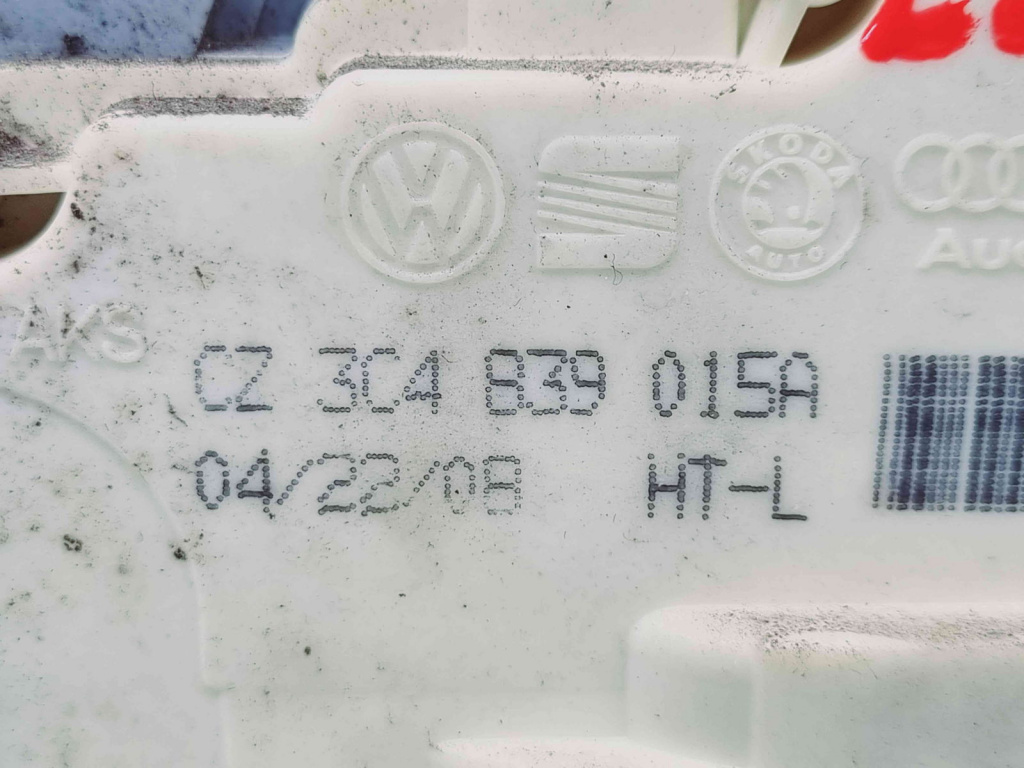 SKODA
AUTO
AKS
CZ 3C4 839 015A
04/22/08 HT-L